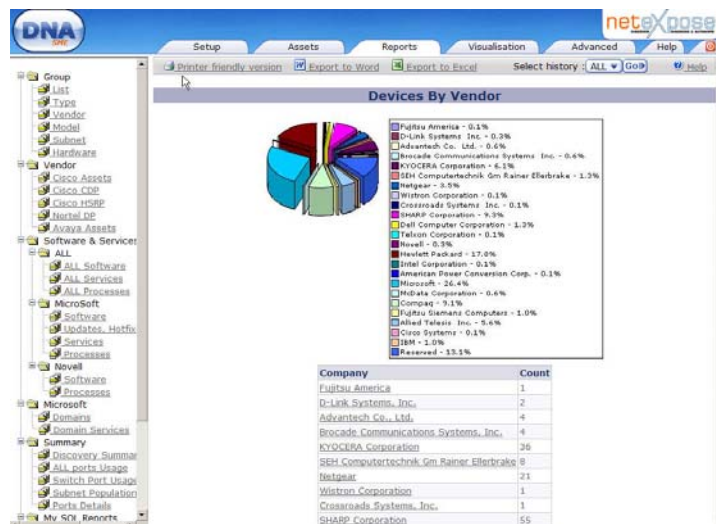 DNA
SME
netexpose
Setup
Assets
Reports
Visualisation
Advanced
Help
Printer friendly version
Export to Word
Export to Excel
Select history : ALL Go
Help
Group
List
Type
Vendor
Model
Subnet
Hardware
Vendor
Cisco Assets
Cisco CDP
Cisco HSRP
Nortel DP
Avaya Assets
Software & Services
ALL
ALL Software
ALL Services
ALL Processes
MicroSoft
Software
Updates, Hotfix
Services
Processes
Novell
Software
Processes
Microsoft
Domains
Domain Services
Summary
Discovery Summar
ALL ports Usage
Switch Port Usage
Subnet Population
Ports Details
My SQL Reports
Devices By Vendor
Fujitsu America - 0.1%
D-Link Systems Inc. - 0.3%
Advantech Co. Ltd. - 0.6%
Brocade Communications Systems Inc. - 0.6%
KYOCERA Corporation - 6.1%
SEH Computertechnik Gm Rainer Ellerbrake - 1.3%
Netgear - 3.5%
Wistron Corporation - 0.1%
Crossroads Systems Inc. - 0.1%
SHARP Corporation - 9.3%
Dell Computer Corporation - 1.3%
Telxon Corporation - 0.1%
Novell - 0.3%
Hewlett Packard - 17.0%
Intel Corporation - 0.1%
American Power Conversion Corp. - 0.1%
Microsoft - 26.4%
McData Corporation - 0.6%
Compaq - 9.1%
Fujitsu Siemans Computers - 1.0%
Allied Telesis Inc. - 5.6%
Cisco Systems - 0.1%
IBM - 1.0%
Reserved - 13.1%
Company Count
Fujitsu America 1
D-Link Systems, Inc. 2
Advantech Co., Ltd. 4
Brocade Communications Systems, Inc. 4
KYOCERA Corporation 36
SEH Computertechnik Gm Rainer Ellerbrake 8
Netgear 21
Wistron Corporation 1
Crossroads Systems, Inc. 1
SHARP Corporation 55